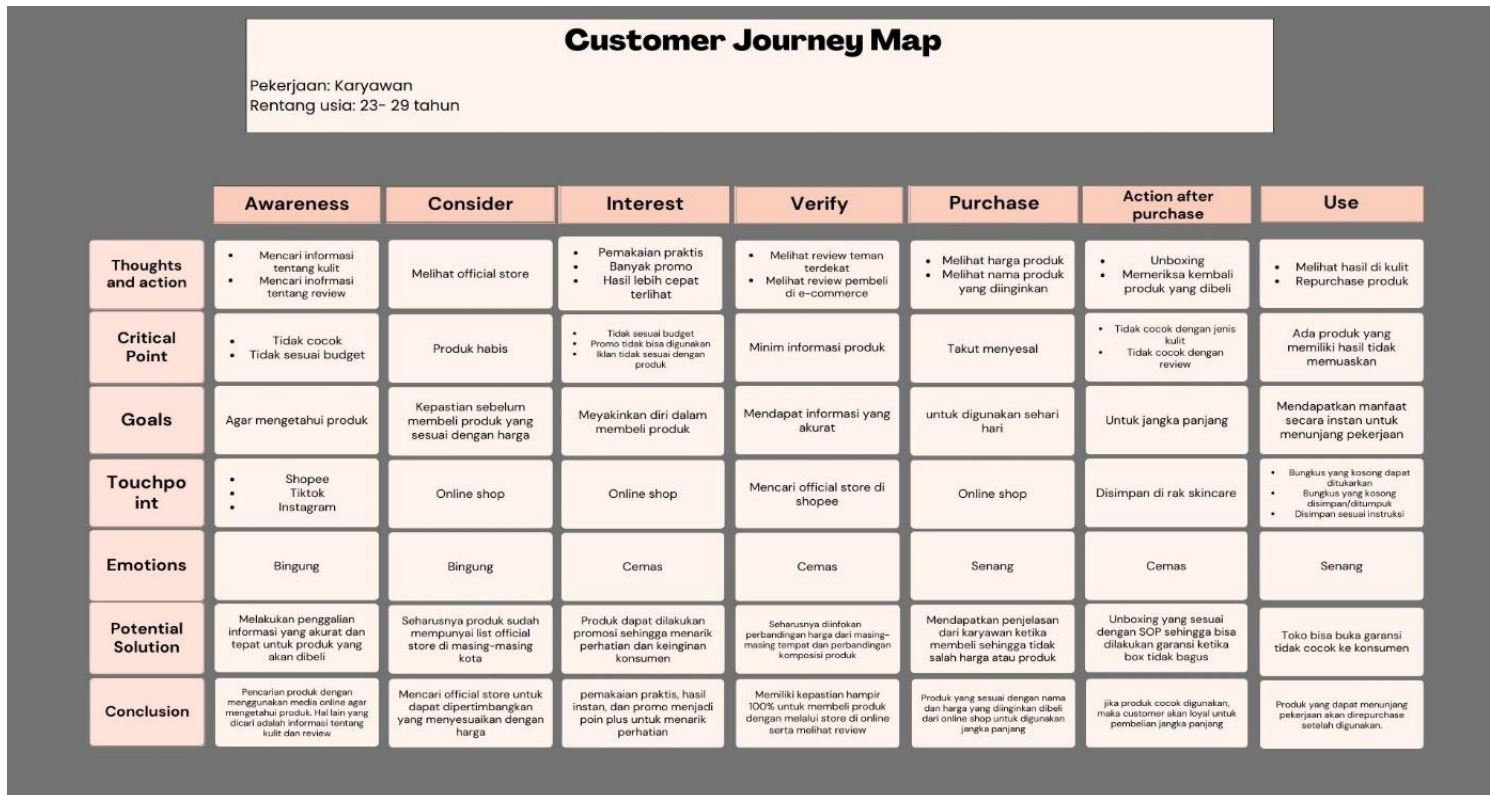 Customer Journey Map
Pekerjaan: Karyawan
Rentang usia: 23- 29 tahun
Awareness
Consider
Interest
Verify
Purchase
Action after
purchase
Use
Thoughts
and action
• Mencari informasi
tentang kulit
• Mencari inofrmasi
tentang review
Melihat official store
• Pemakaian praktis
• Banyak promo
• Hasil lebih cepat
terlihat
• Melihat review teman
terdekat
• Melihat review pembeli
di e-commerce
• Melihat harga produk
• Melihat nama produk
yang diinginkan
• Unboxing
• Memeriksa kembali
produk yang dibeli
• Melihat hasil di kulit
• Repurchase produk
Critical
Point
• Tidak cocok
• Tidak sesuai budget
Produk habis
• Tidak sesuai budget
• Promo tidak bisa digunakan
• Iklan tidak sesuai dengan
produk
Minim informasi produk
Takut menyesal
• Tidak cocok dengan jenis
kulit
• Tidak cocok dengan
review
Ada produk yang
memiliki hasil tidak
memuaskan
Goals
Agar mengetahui produk
Kepastian sebelum
membeli produk yang
sesuai dengan harga
Meyakinkan diri dalam
membeli produk
Mendapat informasi yang
akurat
untuk digunakan sehari
hari
Untuk jangka panjang
Mendapatkan manfaat
secara instan untuk
menunjang pekerjaan
Touchpo
int
• Shopee
• Tiktok
• Instagram
Online shop
Online shop
Mencari official store di
shopee
Online shop
Disimpan di rak skincare
• Bungkus yang kosong dapat
ditukarkan
• Bungkus yang kosong
disimpan/ditumpuk
• Disimpan sesuai instruksi
Emotions
Bingung
Bingung
Cemas
Cemas
Senang
Cemas
Senang
Potential
Solution
Melakukan penggalian
informasi yang akurat dan
tepat untuk produk yang
akan dibeli
Seharusnya produk sudah
mempunyai list official
store di masing-masing
kota
Produk dapat dilakukan
promosi sehingga menarik
perhatian dan keinginan
konsumen
Seharusnya diinfokan
perbandingan harga dari masing-
masing tempat dan perbandingan
komposisi produk
Mendapatkan penjelasan
dari karyawan ketika
membeli sehingga tidak
salah harga atau produk
Unboxing yang sesuai
dengan SOP sehingga bisa
dilakukan garansi ketika
box tidak bagus
Toko bisa buka garansi
tidak cocok ke konsumen
Conclusion
Pencarian produk dengan
menggunakan media online agar
mengetahui produk. Hal lain yang
dicari adalah informasi tentang
kulit dan review
Mencari official store untuk
dapat dipertimbangkan
yang menyesuaikan dengan
harga
pemakaian praktis, hasil
instan, dan promo menjadi
poin plus untuk menarik
perhatian
Memiliki kepastian hampir
100% untuk membeli produk
dengan melalui store di online
serta melihat review
Produk yang sesuai dengan nama
dan harga yang diinginkan dibeli
dari online shop untuk digunakan
jangka panjang
jika produk cocok digunakan,
maka customer akan loyal untuk
pembelian jangka panjang
Produk yang dapat menunjang
pekerjaan akan direpurchase
setelah digunakan.